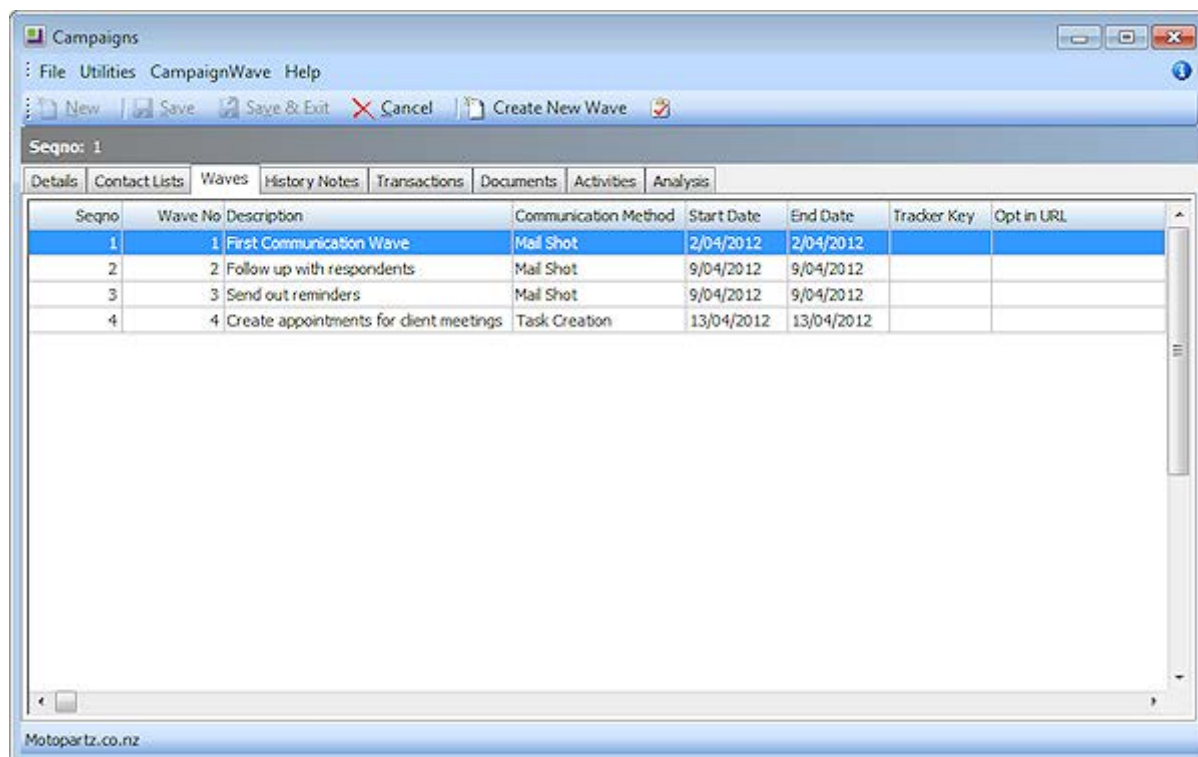 Campaigns
File Utilities CampaignWave Help
New Save Save & Exit Cancel Create New Wave
Seqno: 1
Details Contact Lists Waves History Notes Transactions Documents Activities Analysis
Seqno Wave No Description Communication Method Start Date End Date Tracker Key Opt in URL
1 1 First Communication Wave Mail Shot 2/04/2012 2/04/2012
2 2 Follow up with respondents Mail Shot 9/04/2012 9/04/2012
3 3 Send out reminders Mail Shot 9/04/2012 9/04/2012
4 4 Create appointments for client meetings Task Creation 13/04/2012 13/04/2012
Motopartz.co.nz